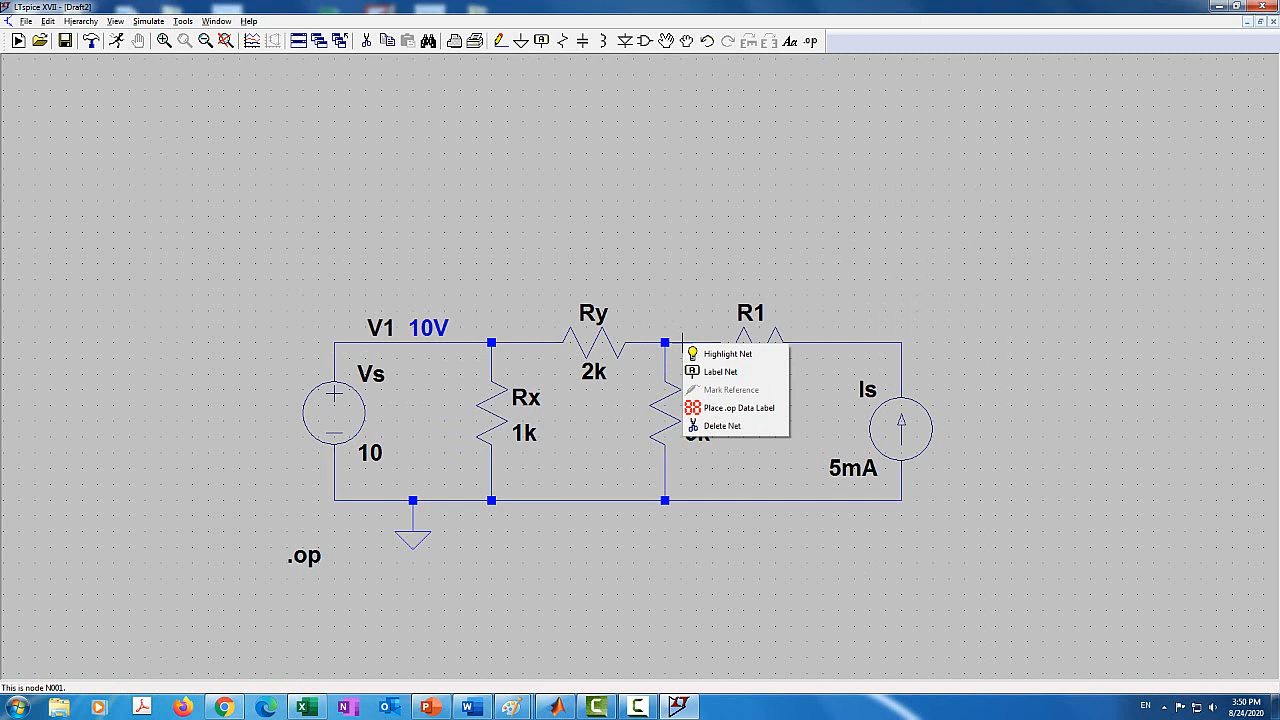 LTspice XVII - [Draft2]
File Edit Hierarchy View Simulate Tools Window Help
Aa .op
Ry R1
V1 10V
2k
Vs
Rx
1k
10
Is
5mA
Highlight Net
Label Net
Mark Reference
Place .op Data Label
Delete Net
.op
This is node N001.
EN
3:50 PM
8/24/2020